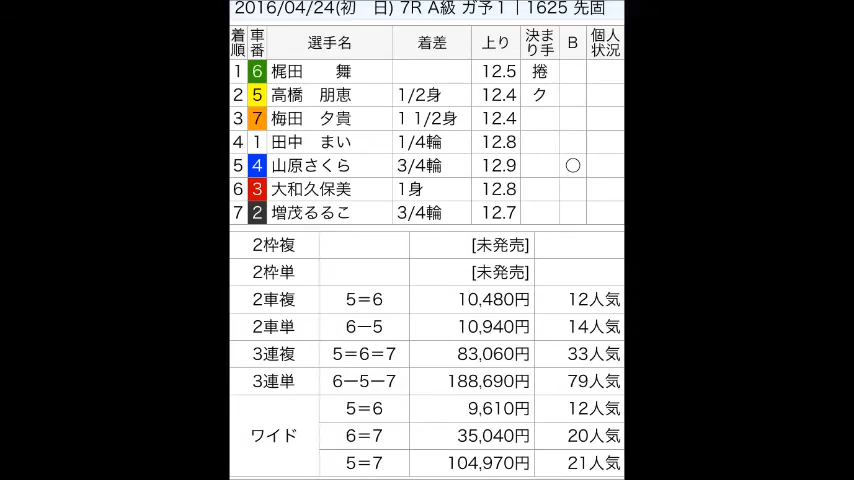 2016/04/24(初 日) 7R A級 ガ予1 | 1625 先固
着順 車番 選手名 着差 上り 決まり手 B 個人状況
1 6 梶田 舞 12.5 捲
2 5 高橋 朋恵 1/2身 12.4 ク
3 7 梅田 夕貴 1 1/2身 12.4
4 1 田中 まい 1/4輪 12.8
5 4 山原さくら 3/4輪 12.9 ○
6 3 大和久保美 1身 12.8
7 2 増茂るるこ 3/4輪 12.7
2枠複 [未発売]
2枠単 [未発売]
2車複 5=6 10,480円 12人気
2車単 6ー5 10,940円 14人気
3連複 5=6=7 83,060円 33人気
3連単 6ー5ー7 188,690円 79人気
ワイド 5=6 9,610円 12人気
6=7 35,040円 20人気
5=7 104,970円 21人気